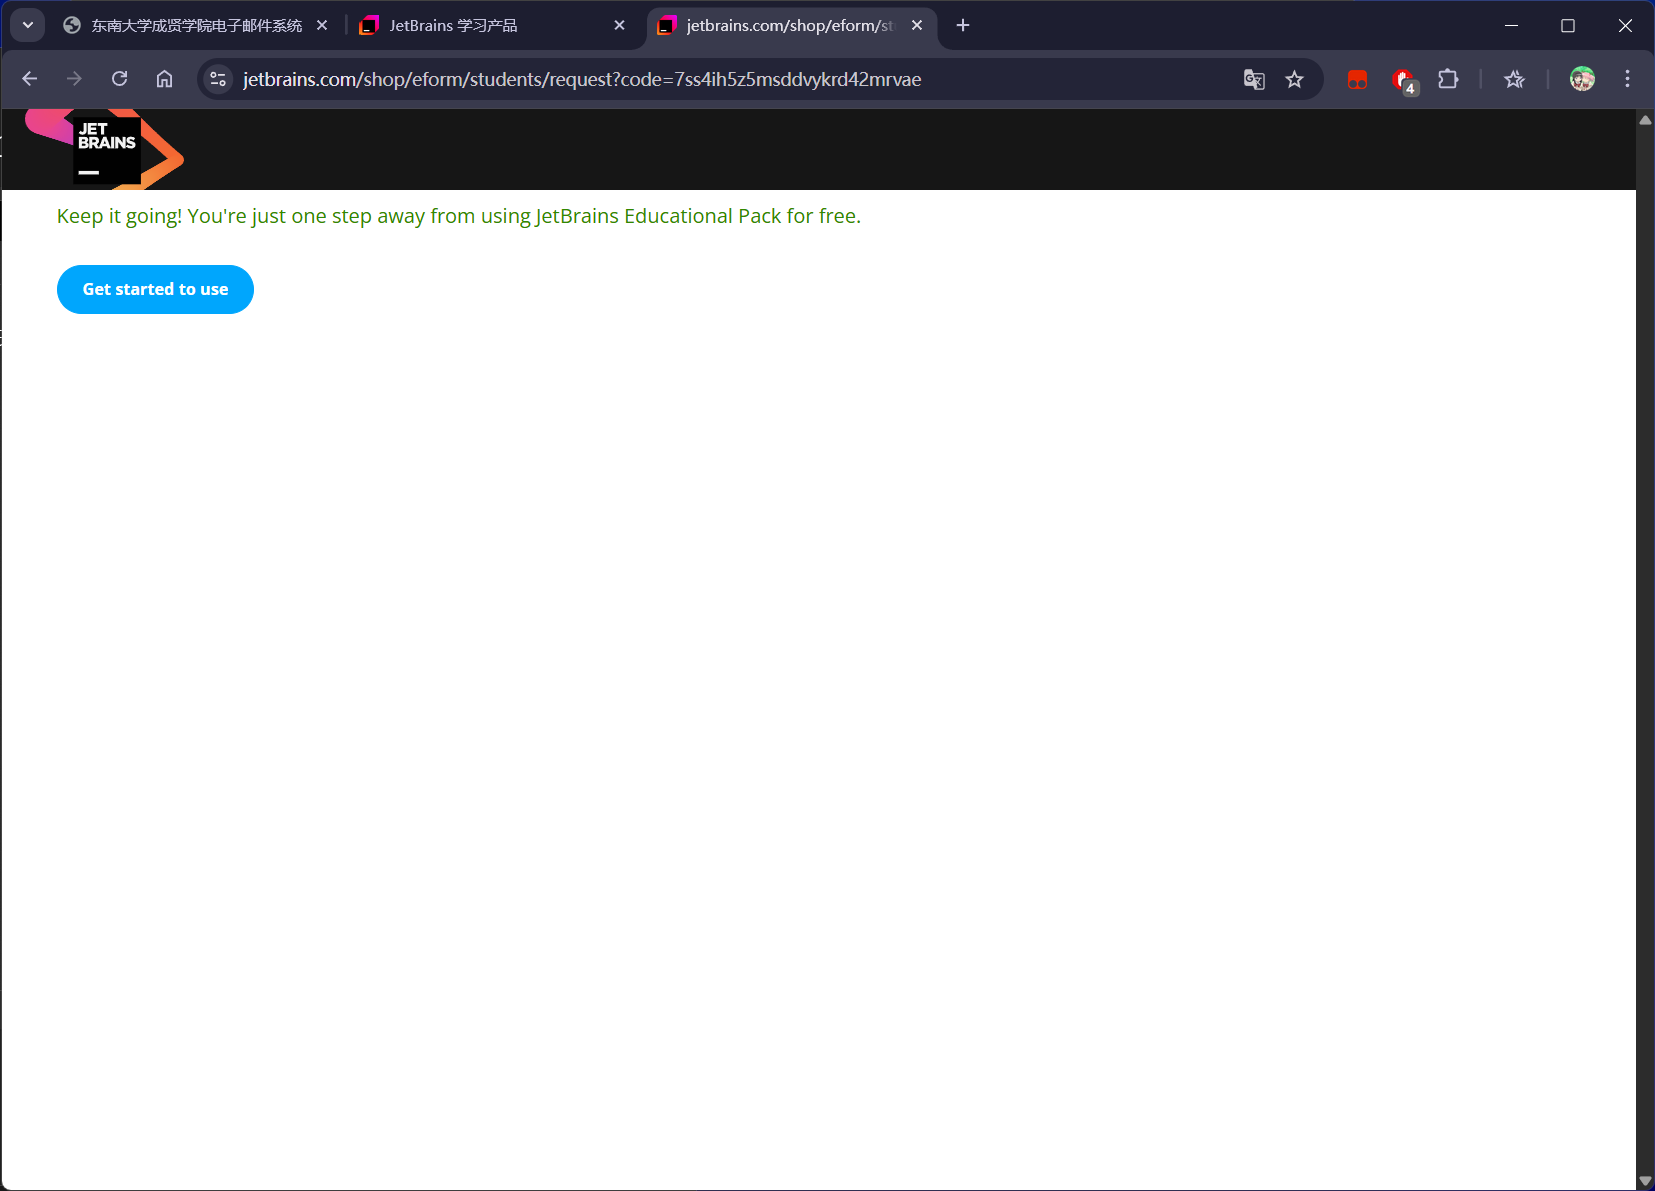 东南大学成贤学院电子邮件系统
JetBrains 学习产品
jetbrains.com/shop/eform/st
jetbrains.com/shop/eform/students/request?code=7ss4ih5z5msddvykrd42mrvae
4
JET
BRAINS
Keep it going! You're just one step away from using JetBrains Educational Pack for free.
Get started to use